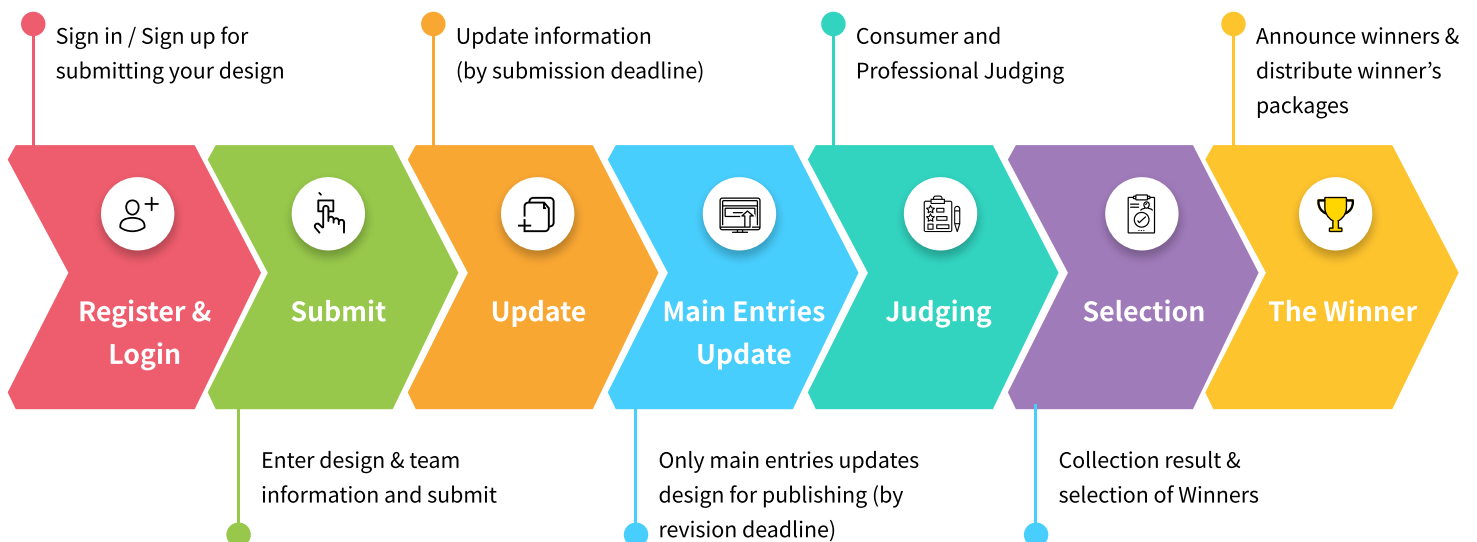 Sign in / Sign up for
submitting your design
Update information
(by submission deadline)
Consumer and
Professional Judging
Announce winners &
distribute winner’s
packages
Register &
Login
Submit
Update
Main Entries
Update
Judging
Selection
The Winner
Enter design & team
information and submit
Only main entries updates
design for publishing (by
revision deadline)
Collection result &
selection of Winners